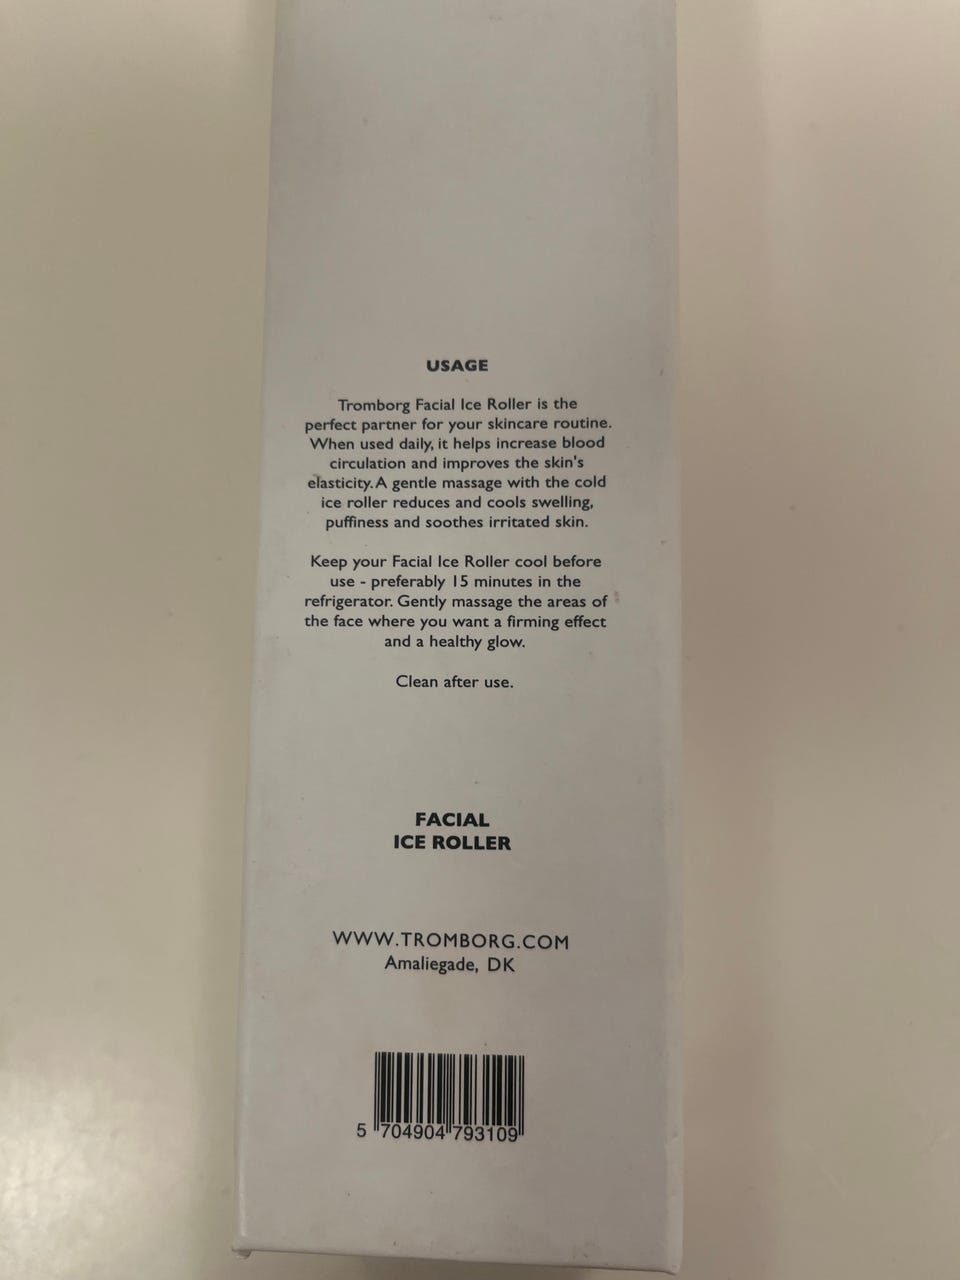 USAGE
Tromborg Facial Ice Roller is the
perfect partner for your skincare routine.
When used daily, it helps increase blood
circulation and improves the skin's
elasticity. A gentle massage with the cold
ice roller reduces and cools swelling,
puffiness and soothes irritated skin.
Keep your Facial Ice Roller cool before
use - preferably 15 minutes in the
refrigerator. Gently massage the areas of
the face where you want a firming effect
and a healthy glow.
Clean after use.
FACIAL
ICE ROLLER
WWW.TROMBORG.COM
Amaliegade, DK
5 704904 793109